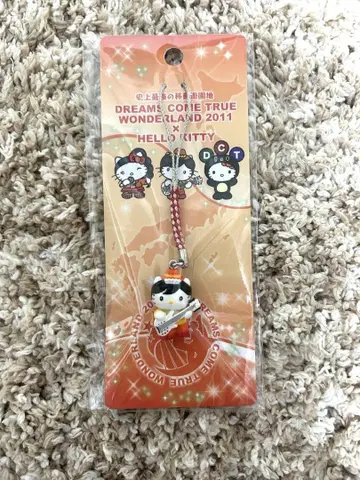 史上最強の移動遊園地
DREAMS COME TRUE
WONDERLAND 2011
×
HELLO KITTY
DCT
DREAMS COME TRUE WONDER